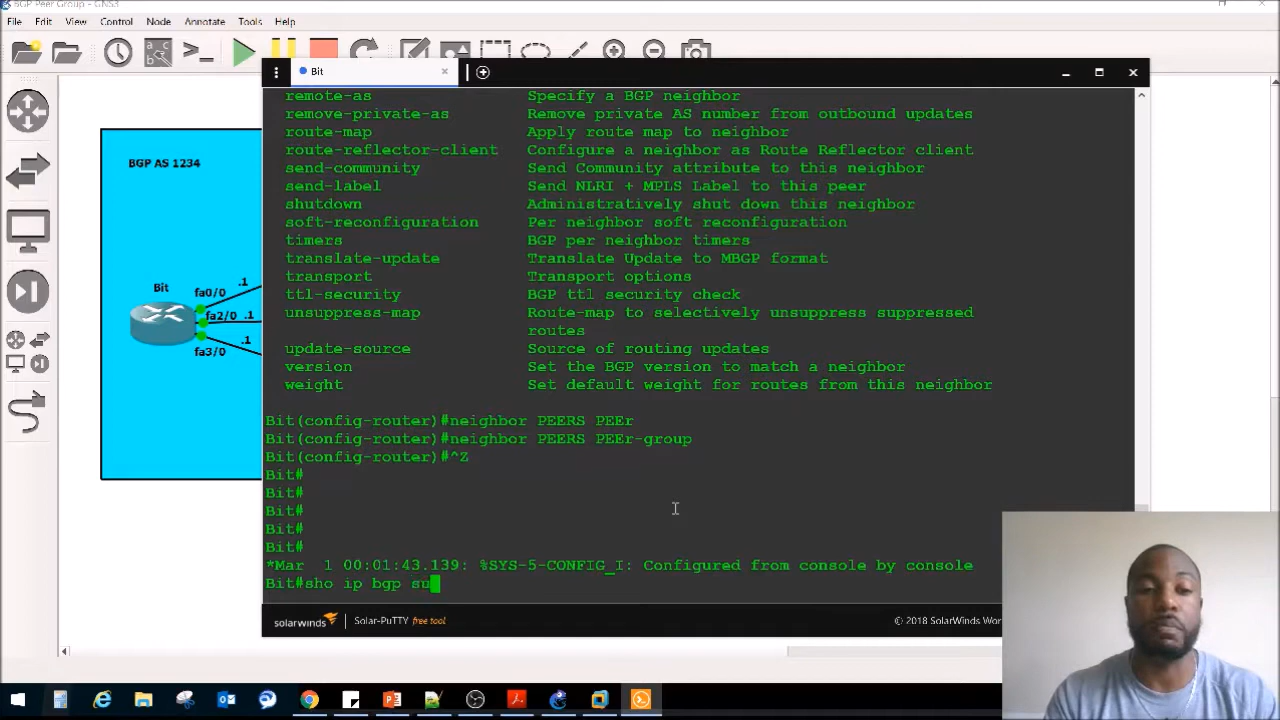 BGP Peer Group - GNS3
File Edit View Control Node Annotate Tools Help
Bit
remote-as Specify a BGP neighbor
remove-private-as Remove private AS number from outbound updates
route-map Apply route map to neighbor
route-reflector-client Configure a neighbor as Route Reflector client
send-community Send Community attribute to this neighbor
send-label Send NLRI + MPLS Label to this peer
shutdown Administratively shut down this neighbor
soft-reconfiguration Per neighbor soft reconfiguration
timers BGP per neighbor timers
translate-update Translate Update to MBGP format
transport Transport options
ttl-security BGP ttl security check
unsuppress-map Route-map to selectively unsuppress suppressed
routes
update-source Source of routing updates
version Set the BGP version to match a neighbor
weight Set default weight for routes from this neighbor
Bit(config-router)#neighbor PEERS PEEr
Bit(config-router)#neighbor PEERS PEEr-group
Bit(config-router)#^Z
Bit#
Bit#
Bit#
Bit#
Bit#
*Mar 1 00:01:43.139: %SYS-5-CONFIG_I: Configured from console by console
Bit#sho ip bgp su
solarwinds Solar-PuTTY free tool © 2018 SolarWinds
BGP AS 1234
Bit
fa0/0 .1
fa2/0 .1
fa3/0 .1